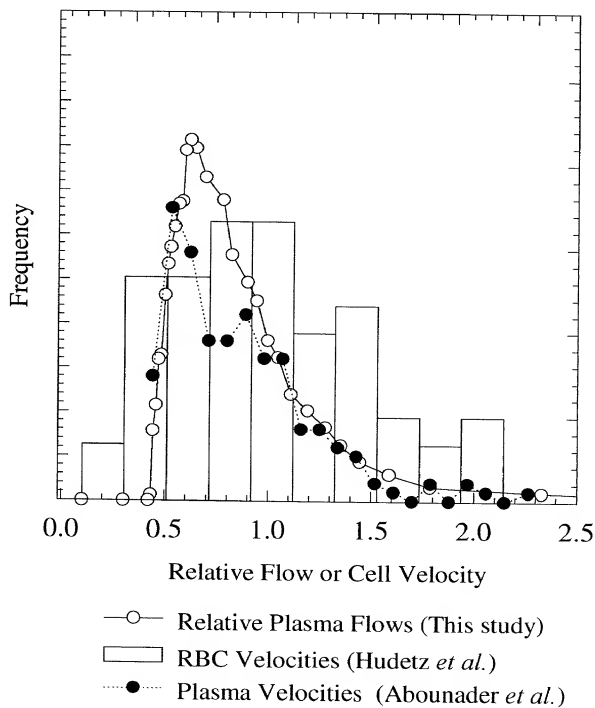 Frequency
0.0 0.5 1.0 1.5 2.0 2.5
Relative Flow or Cell Velocity
Relative Plasma Flows (This study)
RBC Velocities (Hudetz et al.)
Plasma Velocities (Abounader et al.)